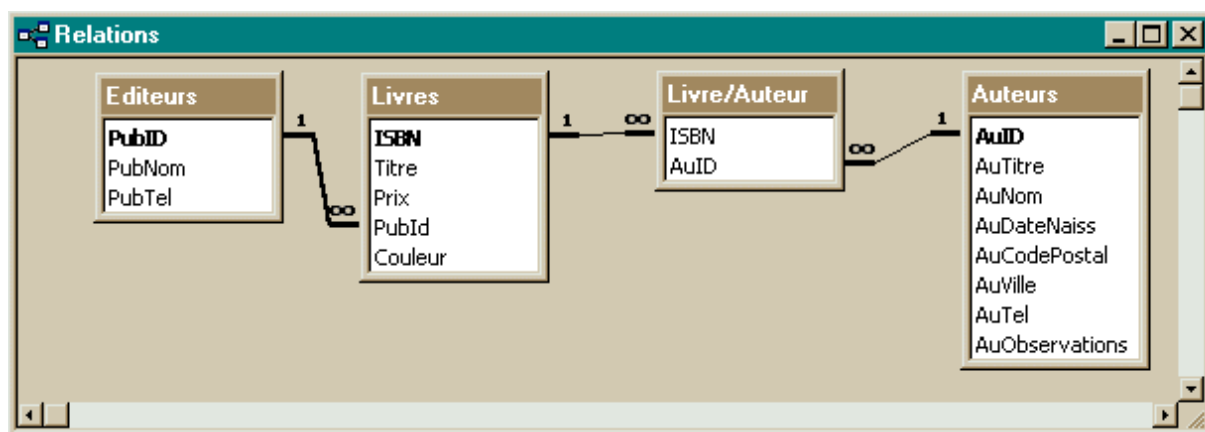 Relations
Editeurs
PubID
PubNom
PubTel
1
∞
Livres
ISBN
Titre
Prix
PubId
Couleur
1
∞
Livre/Auteur
ISBN
AuID
∞
1
Auteurs
AuID
AuTitre
AuNom
AuDateNaiss
AuCodePostal
AuVille
AuTel
AuObservations